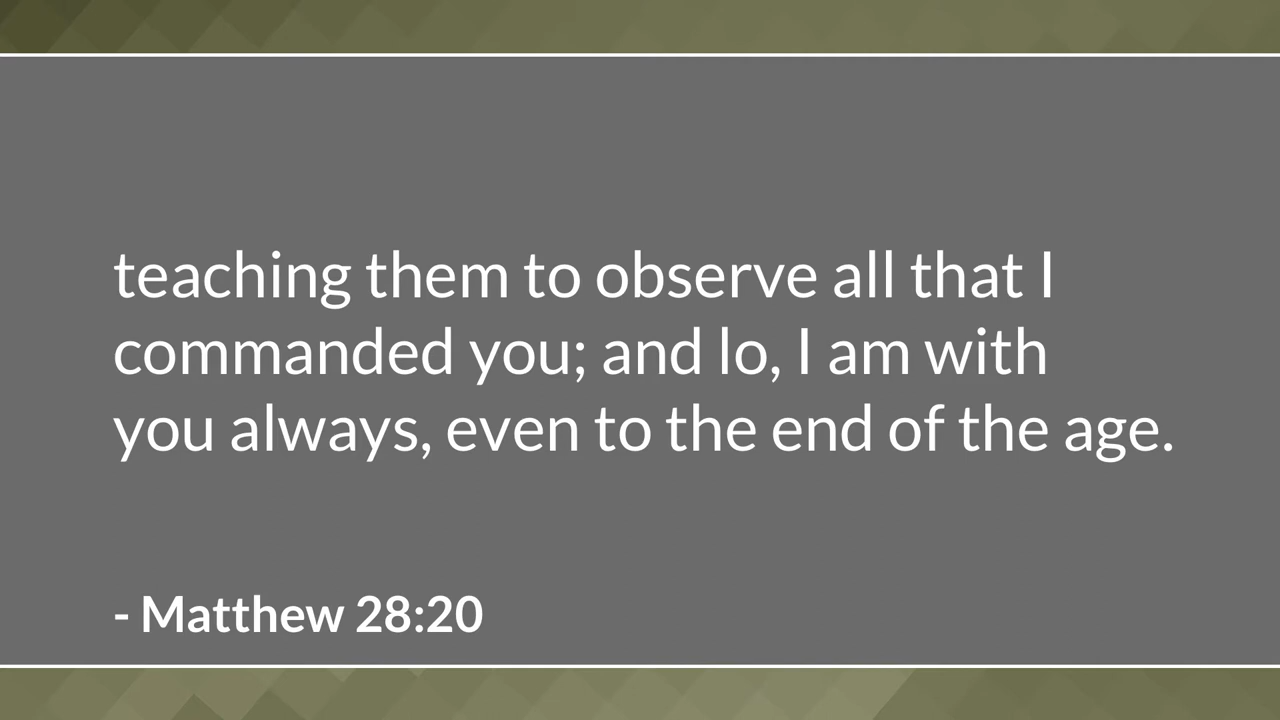 teaching them to observe all that I
commanded you; and lo, I am with
you always, even to the end of the age.
- Matthew 28:20